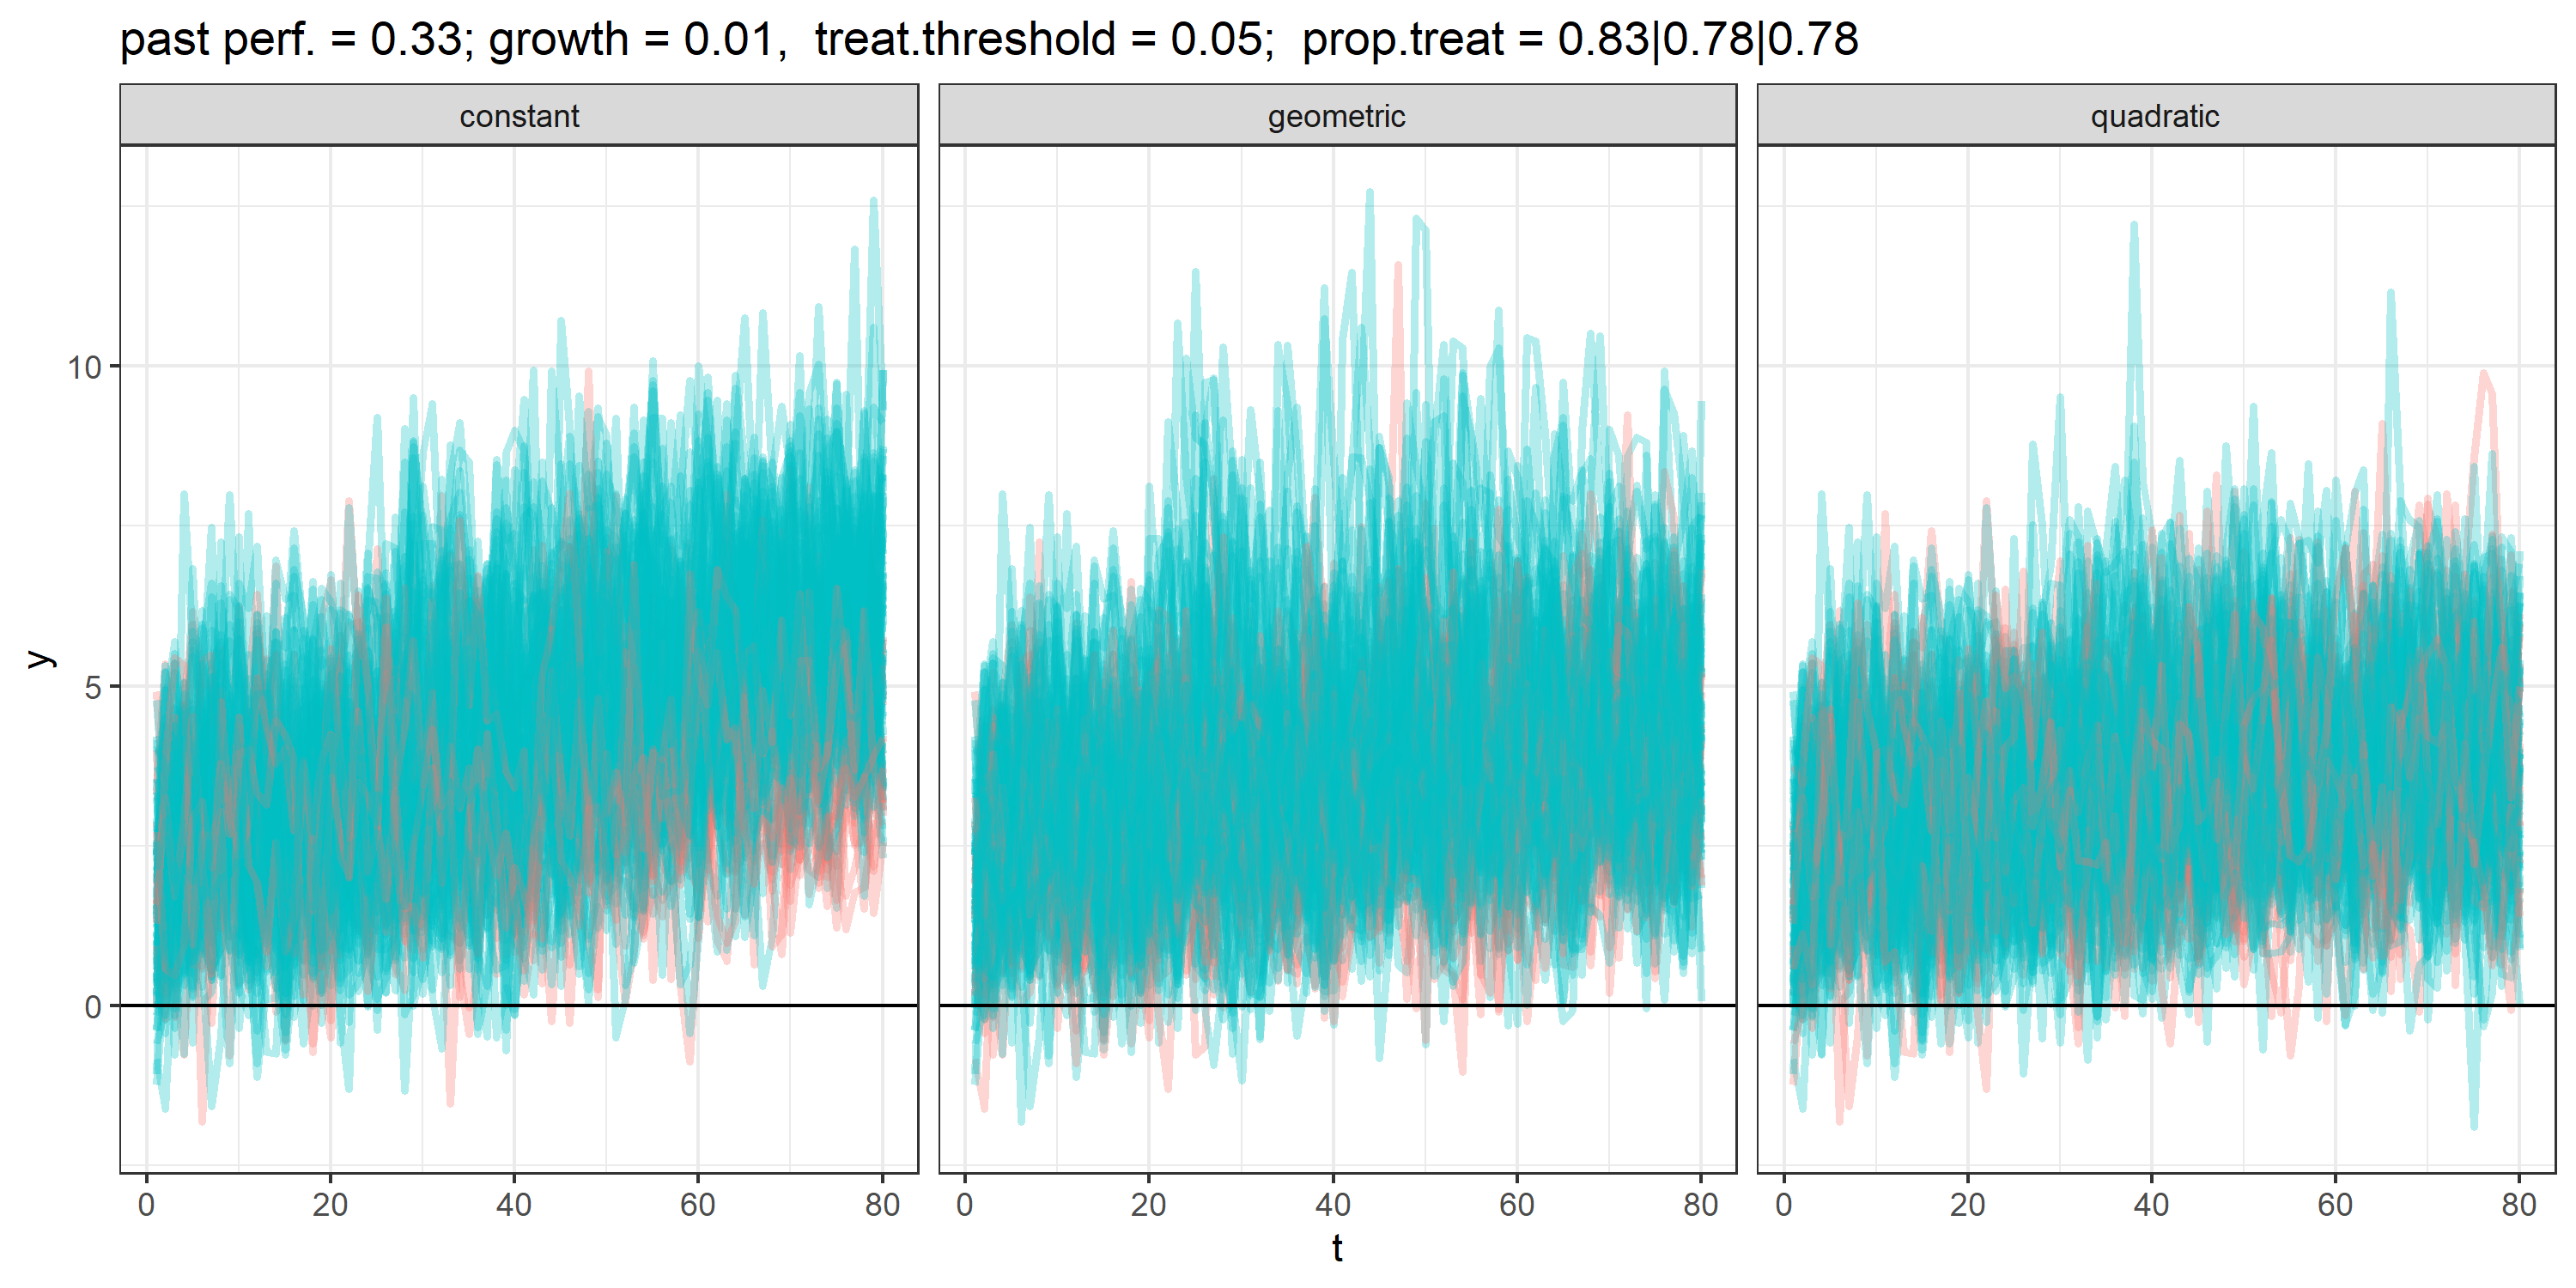 past perf. = 0.33; growth = 0.01,  treat.threshold = 0.05;  prop.treat = 0.83|0.78|0.78
constant geometric quadratic
10
5
0
y
0 20 40 60 80 0 20 40 60 80 0 20 40 60 80
t